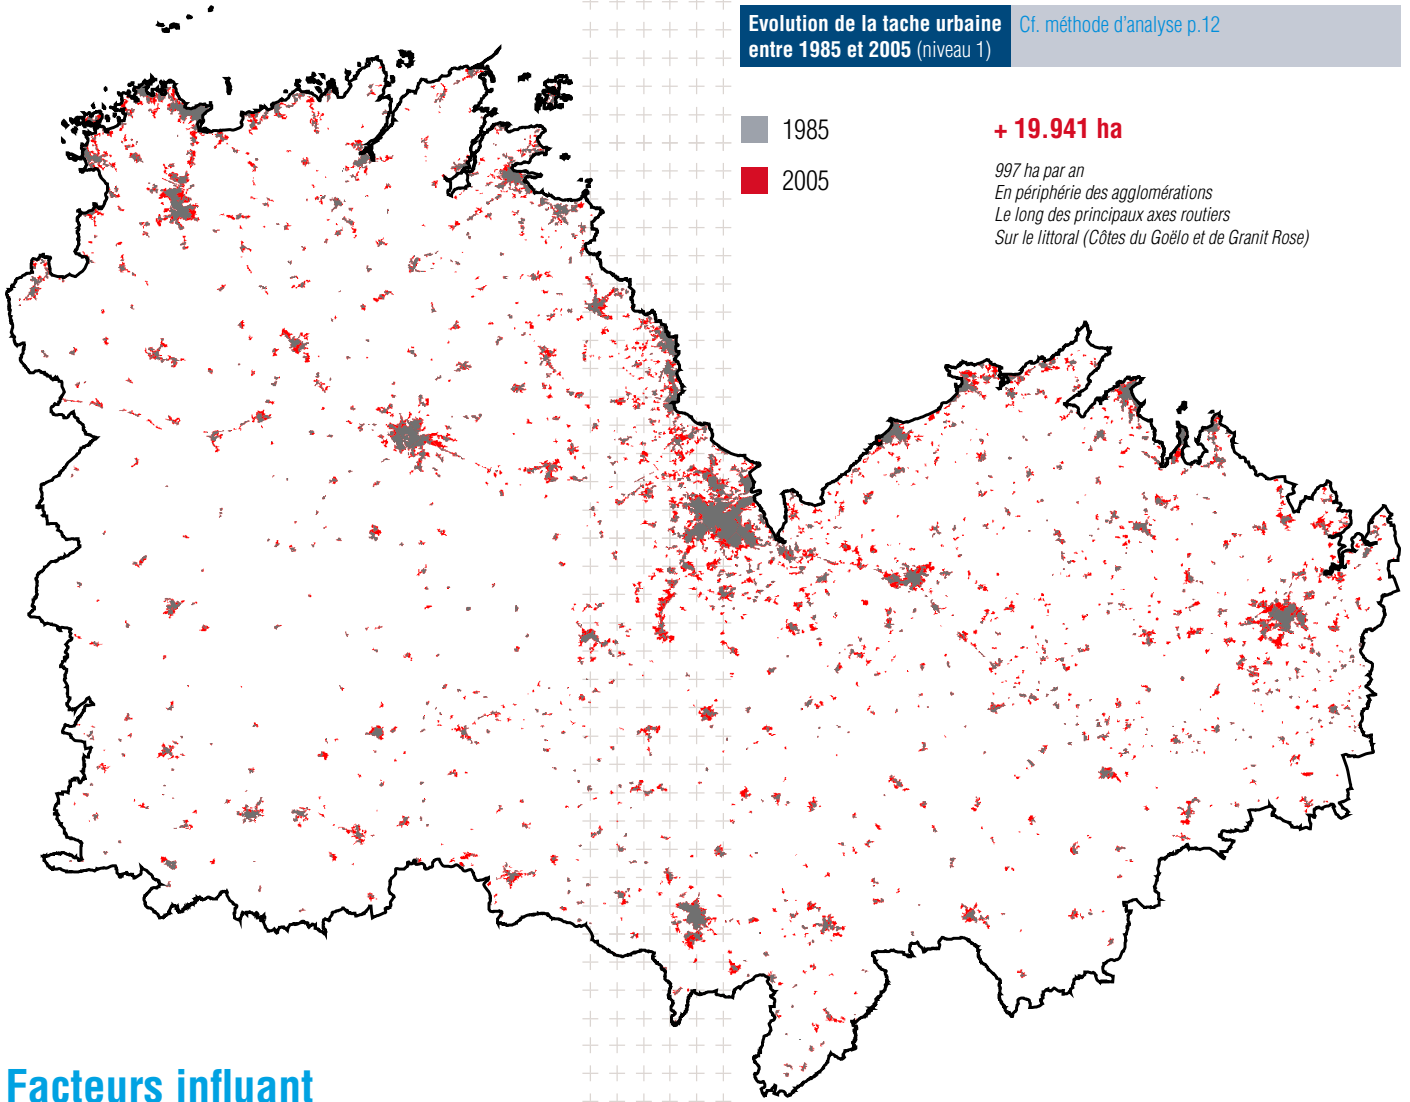 Evolution de la tache urbaine
entre 1985 et 2005 (niveau 1)
Cf. méthode d'analyse p.12
1985
2005
+ 19.941 ha
997 ha par an
En périphérie des agglomérations
Le long des principaux axes routiers
Sur le littoral (Côtes du Goëlo et de Granit Rose)
Facteurs influant